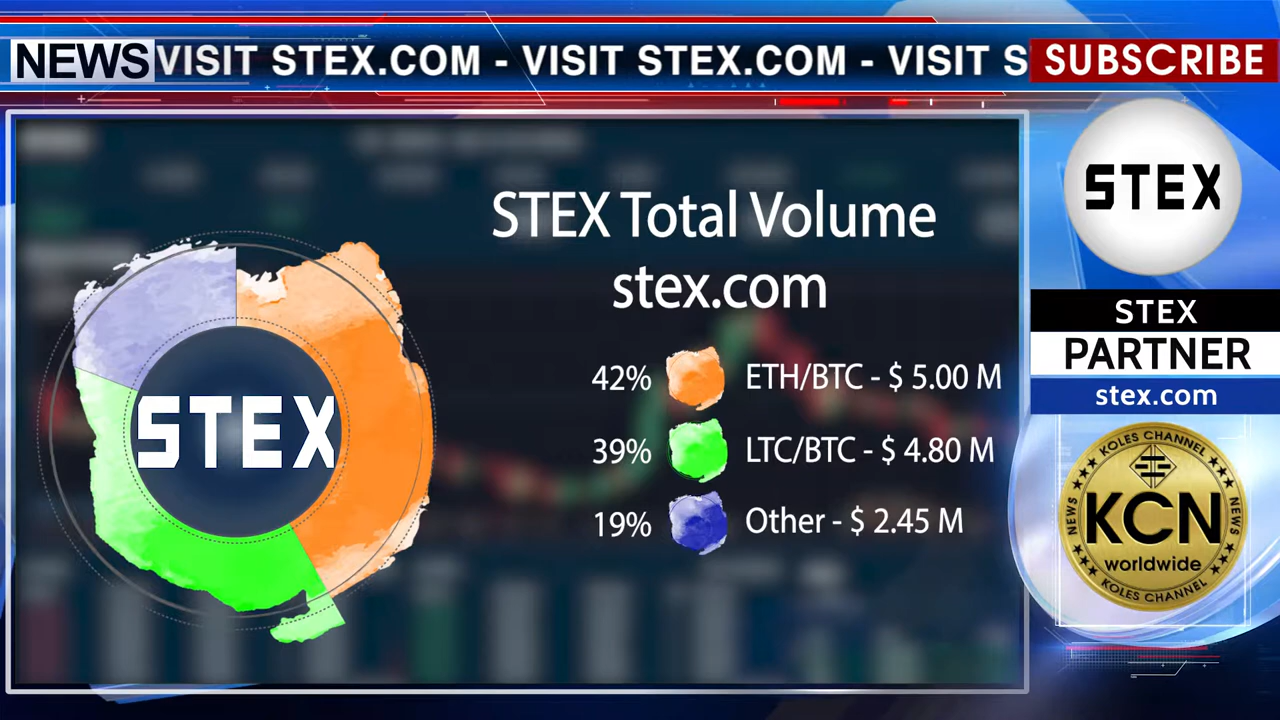 NEWS VISIT STEX.COM - VISIT STEX.COM - VISIT S SUBSCRIBE
STEX Total Volume
stex.com
42% ETH/BTC - $ 5.00 M
39% LTC/BTC - $ 4.80 M
19% Other - $ 2.45 M
STEX
STEX
STEX
PARTNER
stex.com
KOLES CHANNEL
NEWS
KCN
NEWS
worldwide
KOLES CHANNEL